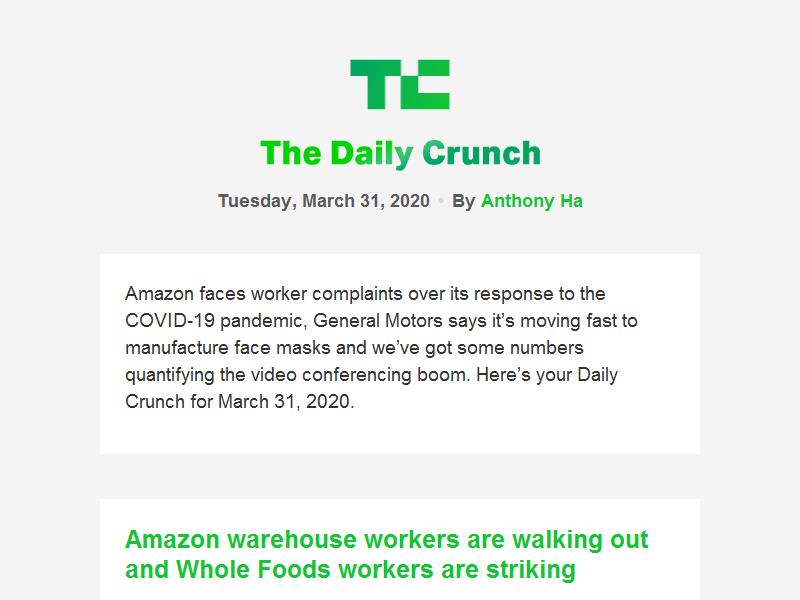 TC
The Daily Crunch
Tuesday, March 31, 2020 • By Anthony Ha
Amazon faces worker complaints over its response to the
COVID-19 pandemic, General Motors says it’s moving fast to
manufacture face masks and we’ve got some numbers
quantifying the video conferencing boom. Here’s your Daily
Crunch for March 31, 2020.
Amazon warehouse workers are walking out
and Whole Foods workers are striking